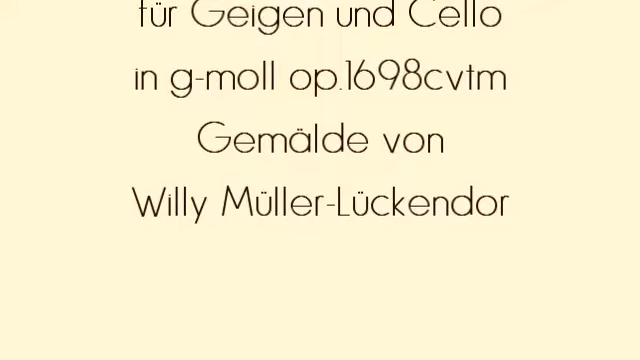 für Geigen und Cello
in g-moll op.1698cvtm
Gemälde von
Willy Müller-Lückendor